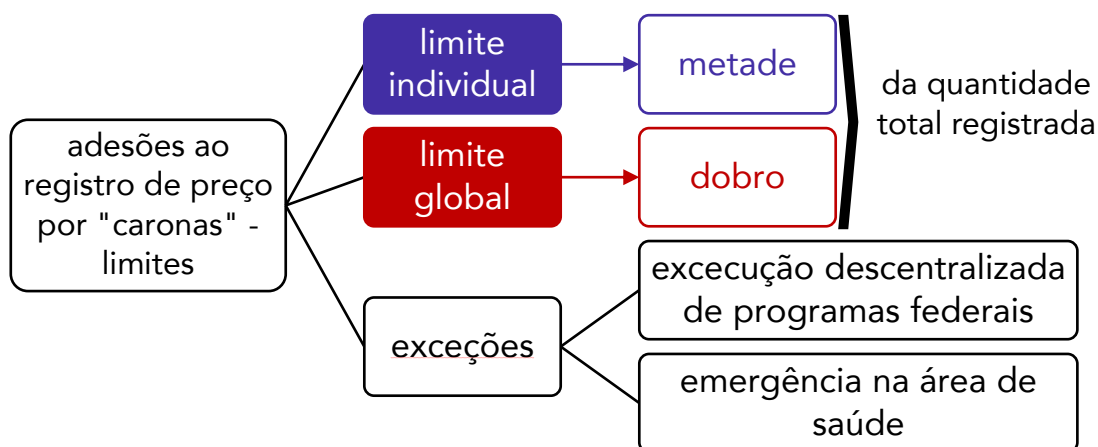 adesões ao
registro de preço
por "caronas" -
limites
limite
individual
metade
limite
global
dobro
da quantidade
total registrada
exceções
excecução descentralizada
de programas federais
emergência na área de
saúde